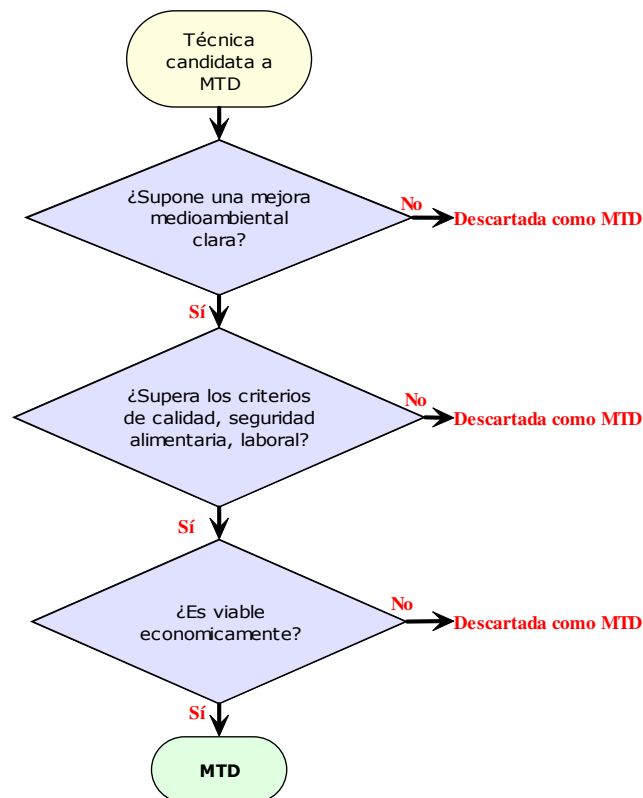 Técnica
candidata a
MTD
¿Supone una mejora
medioambiental
clara?
No
Descartada como MTD
Sí
¿Supera los criterios
de calidad, seguridad
alimentaria, laboral?
No
Descartada como MTD
Sí
¿Es viable
economicamente?
No
Descartada como MTD
Sí
MTD